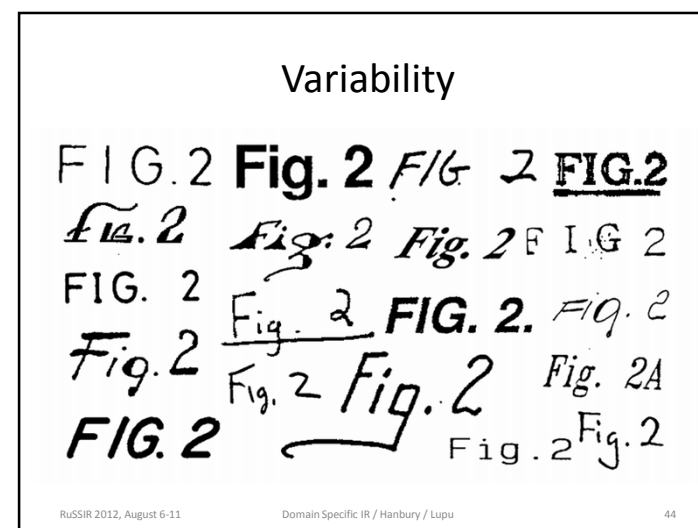 Variability
FIG.2 Fig. 2 FIG 2 FIG.2
FIG. 2 Fig. 2 Fig. 2 F I G 2
FIG. 2
Fig. 2 FIG. 2. FIG. 2
Fig. 2
Fig. 2 Fig. 2 Fig. 2A
FIG. 2 Fig.2 Fig. 2
RuSSIR 2012, August 6-11 Domain Specific IR / Hanbury / Lupu 44